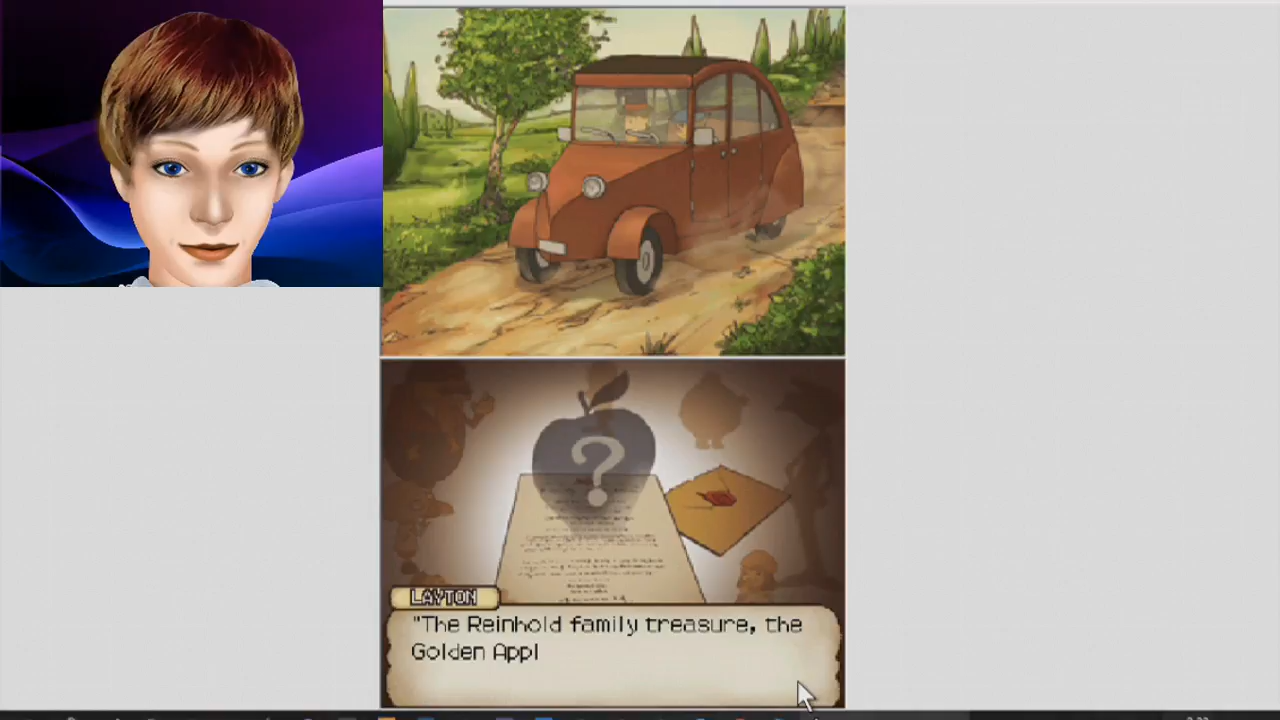 LAYTON
"The Reinhold family treasure, the
Golden Appl